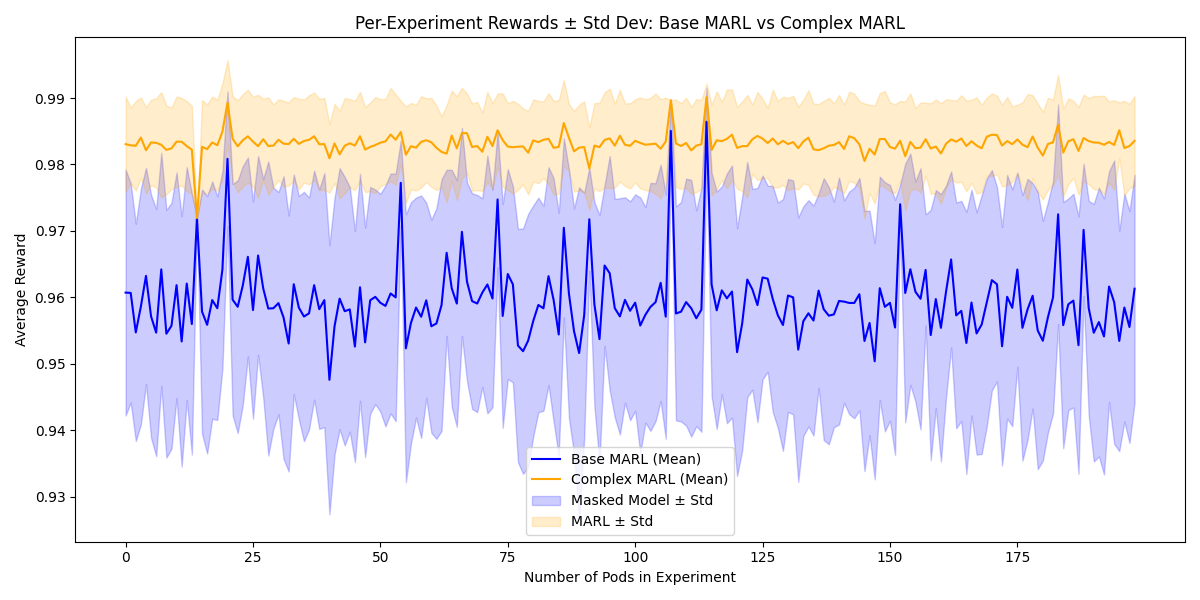 Per-Experiment Rewards ± Std Dev: Base MARL vs Complex MARL
Average Reward
0.99
0.98
0.97
0.96
0.95
0.94
0.93
Base MARL (Mean)
Complex MARL (Mean)
Masked Model ± Std
MARL ± Std
0 25 50 75 100 125 150 175
Number of Pods in Experiment